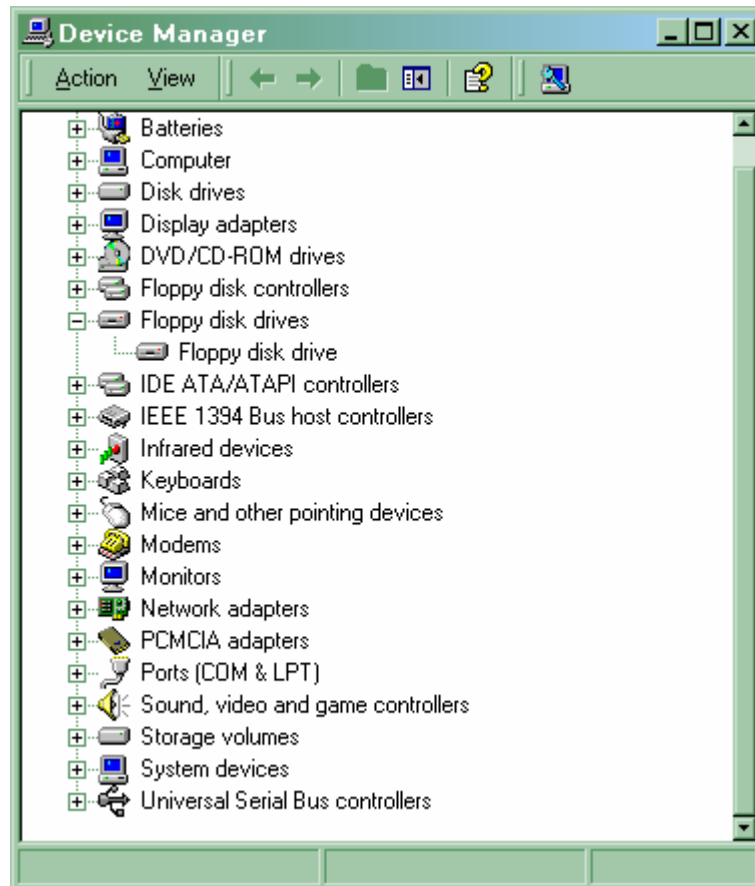 Device Manager
Action View
Batteries
Computer
Disk drives
Display adapters
DVD/CD-ROM drives
Floppy disk controllers
Floppy disk drives
Floppy disk drive
IDE ATA/ATAPI controllers
IEEE 1394 Bus host controllers
Infrared devices
Keyboards
Mice and other pointing devices
Modems
Monitors
Network adapters
PCMCIA adapters
Ports (COM & LPT)
Sound, video and game controllers
Storage volumes
System devices
Universal Serial Bus controllers